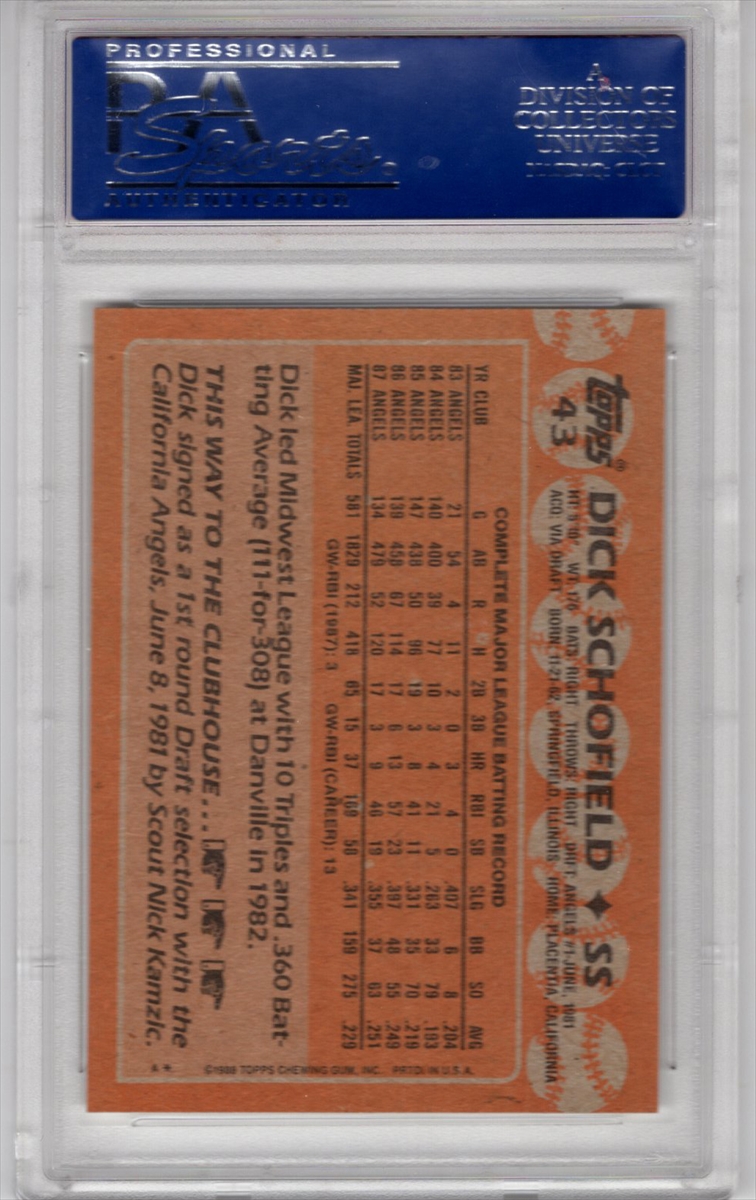 PROFESSIONAL
PSA
Sports
AUTHENTICATOR
A
DIVISION OF
COLLECTORS
UNIVERSE
NASDAQ: CLCT
topps®
43
DICK SCHOFIELD ♦ SS
HT: 5'10" WT: 176 BATS: RIGHT THROWS: RIGHT DRAFT: ANGELS #1-JUNE, 1981
ACQ: VIA DRAFT BORN: 11-21-62, SPRINGFIELD, ILLINOIS HOME: PLACENTIA, CALIFORNIA
COMPLETE MAJOR LEAGUE BATTING RECORD
YR CLUB G AB R H 2B 3B HR RBI SB SLG BB SO AVG
83 ANGELS 21 54 4 11 2 0 3 4 0 .407 6 8 .204
84 ANGELS 140 400 39 77 10 3 4 21 5 .263 33 79 .193
85 ANGELS 147 438 50 96 19 3 8 41 11 .331 35 70 .219
86 ANGELS 139 458 67 114 17 6 13 57 23 .397 48 55 .249
87 ANGELS 134 479 52 120 17 3 9 46 19 .355 37 63 .251
MAJ. LEA. TOTALS 581 1829 212 418 65 15 37 169 58 .341 159 275 .229
GW-RBI (1987): 3 GW-RBI (CAREER): 13
Dick led Midwest League with 10 Triples and .360 Bat-
ting Average (111-for-308) at Danville in 1982.
THIS WAY TO THE CLUBHOUSE...
Dick signed as a 1st round Draft selection with the
California Angels, June 8, 1981 by Scout Nick Kamzic.
©1988 TOPPS CHEWING GUM, INC. PRTD. IN U.S.A.
A *